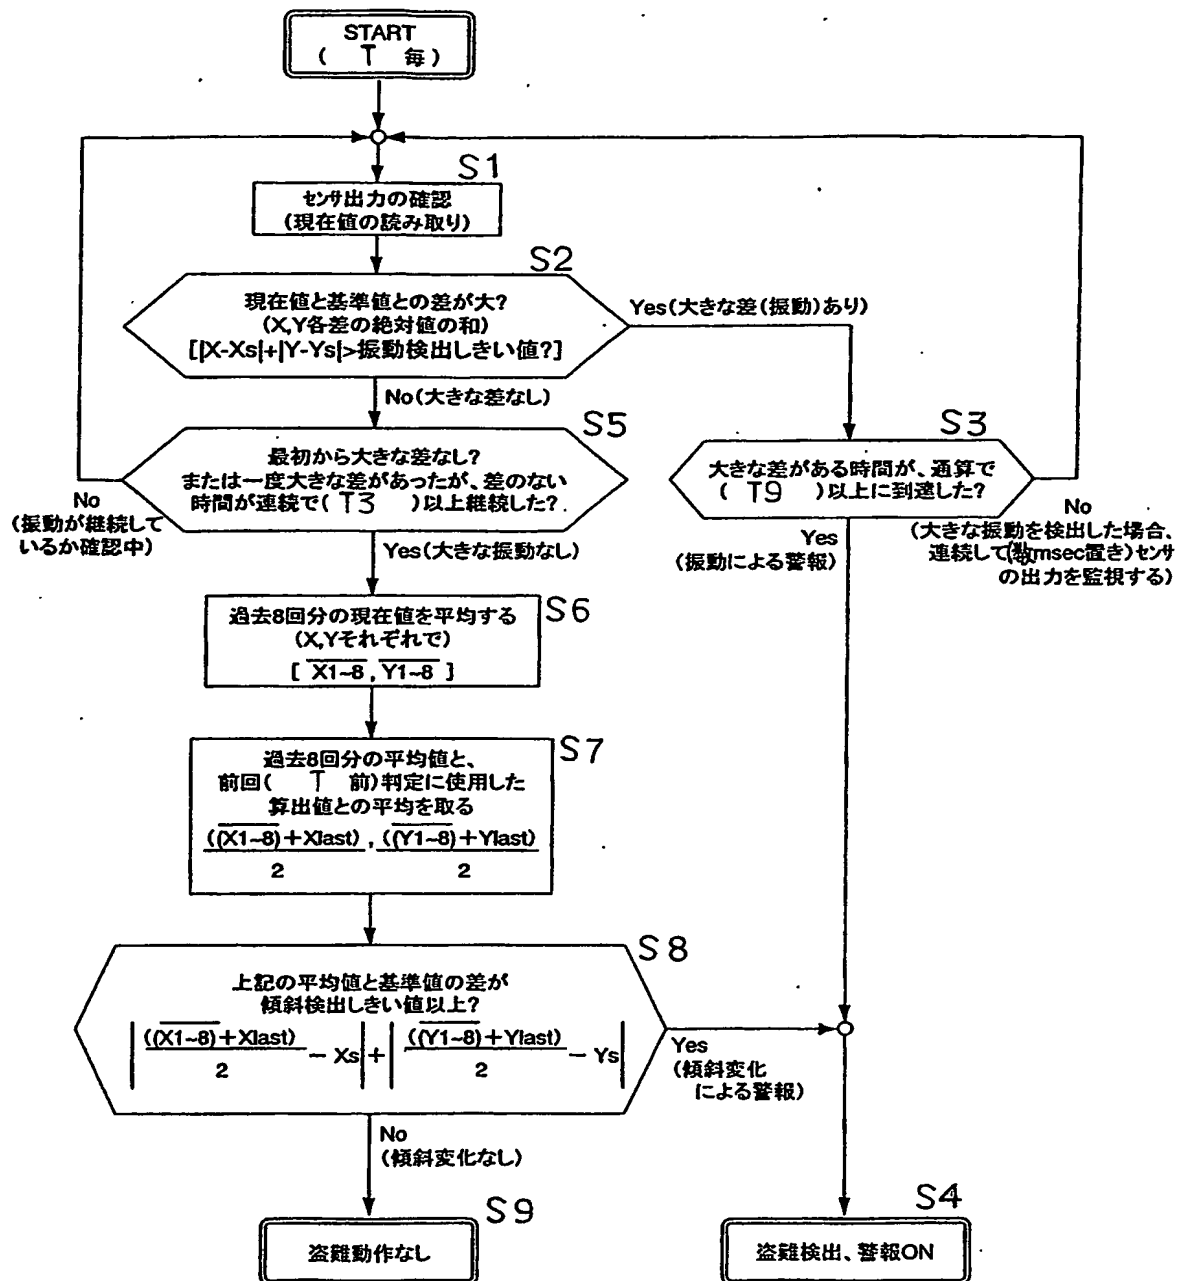 START
( T 毎)
S1
センサ出力の確認
(現在値の読み取り)
S2
現在値と基準値との差が大?
(X,Y各差の絶対値の和)
[|X-Xs|+|Y-Ys|>振動検出しきい値?]
Yes(大きな差(振動)あり)
No(大きな差なし)
S5
最初から大きな差なし?
または一度大きな差があったが、差のない
時間が連続で( T3 )以上継続した?
No
(振動が継続して
いるか確認中)
Yes(大きな振動なし)
S3
大きな差がある時間が、通算で
( T9 )以上に到達した?
No
(大きな振動を検出した場合、
連続して(数msec置き)センサ
の出力を監視する)
Yes
(振動による警報)
S6
過去8回分の現在値を平均する
(X,Yそれぞれで)
[ X1~8 , Y1~8 ]
S7
過去8回分の平均値と、
前回( T 前)判定に使用した
算出値との平均を取る
((X1~8)+Xlast) , ((Y1~8)+Ylast)
2 2
S8
上記の平均値と基準値の差が
傾斜検出しきい値以上?
| ((X1~8)+Xlast) / 2 − Xs | + | ((Y1~8)+Ylast) / 2 − Ys |
Yes
(傾斜変化
による警報)
No
(傾斜変化なし)
S9
盗難動作なし
S4
盗難検出、警報ON